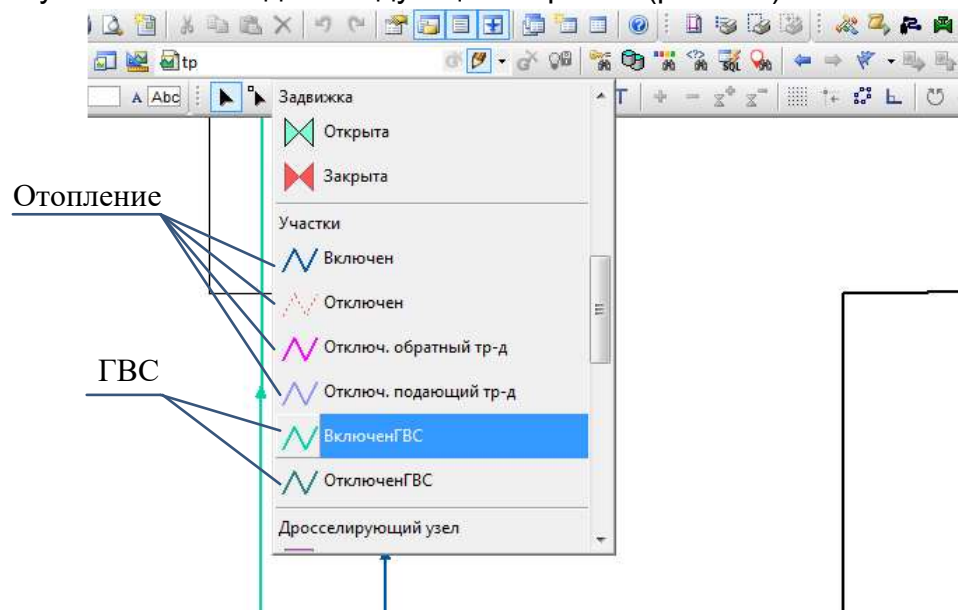 tp
A Abc
T
Задвижка
Открыта
Закрыта
Отопление
Участки
Включен
Отключен
Отключ. обратный тр-д
ГВС
Отключ. подающий тр-д
ВключенГВС
ОтключенГВС
Дросселирующий узел